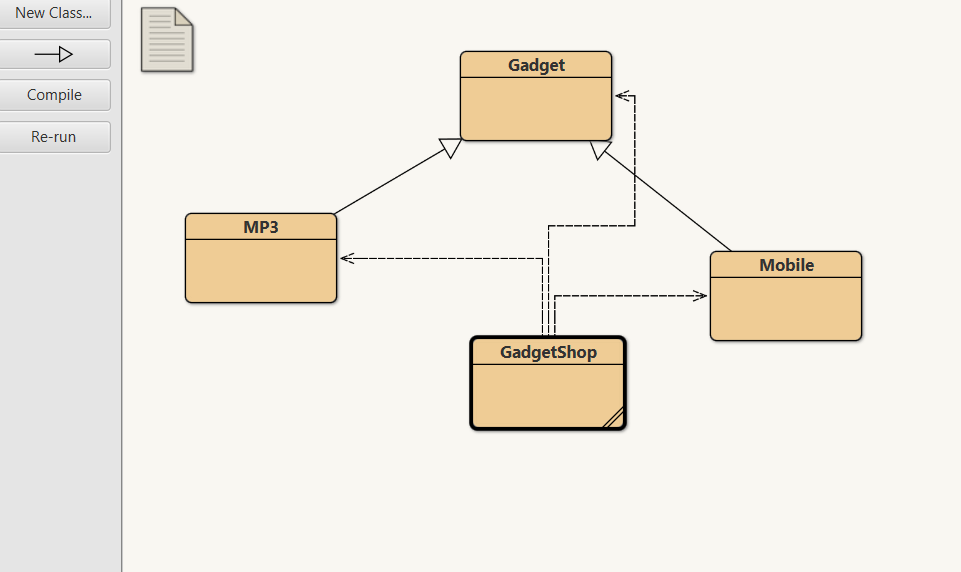 New Class...
Compile
Re-run
Gadget
MP3
Mobile
GadgetShop